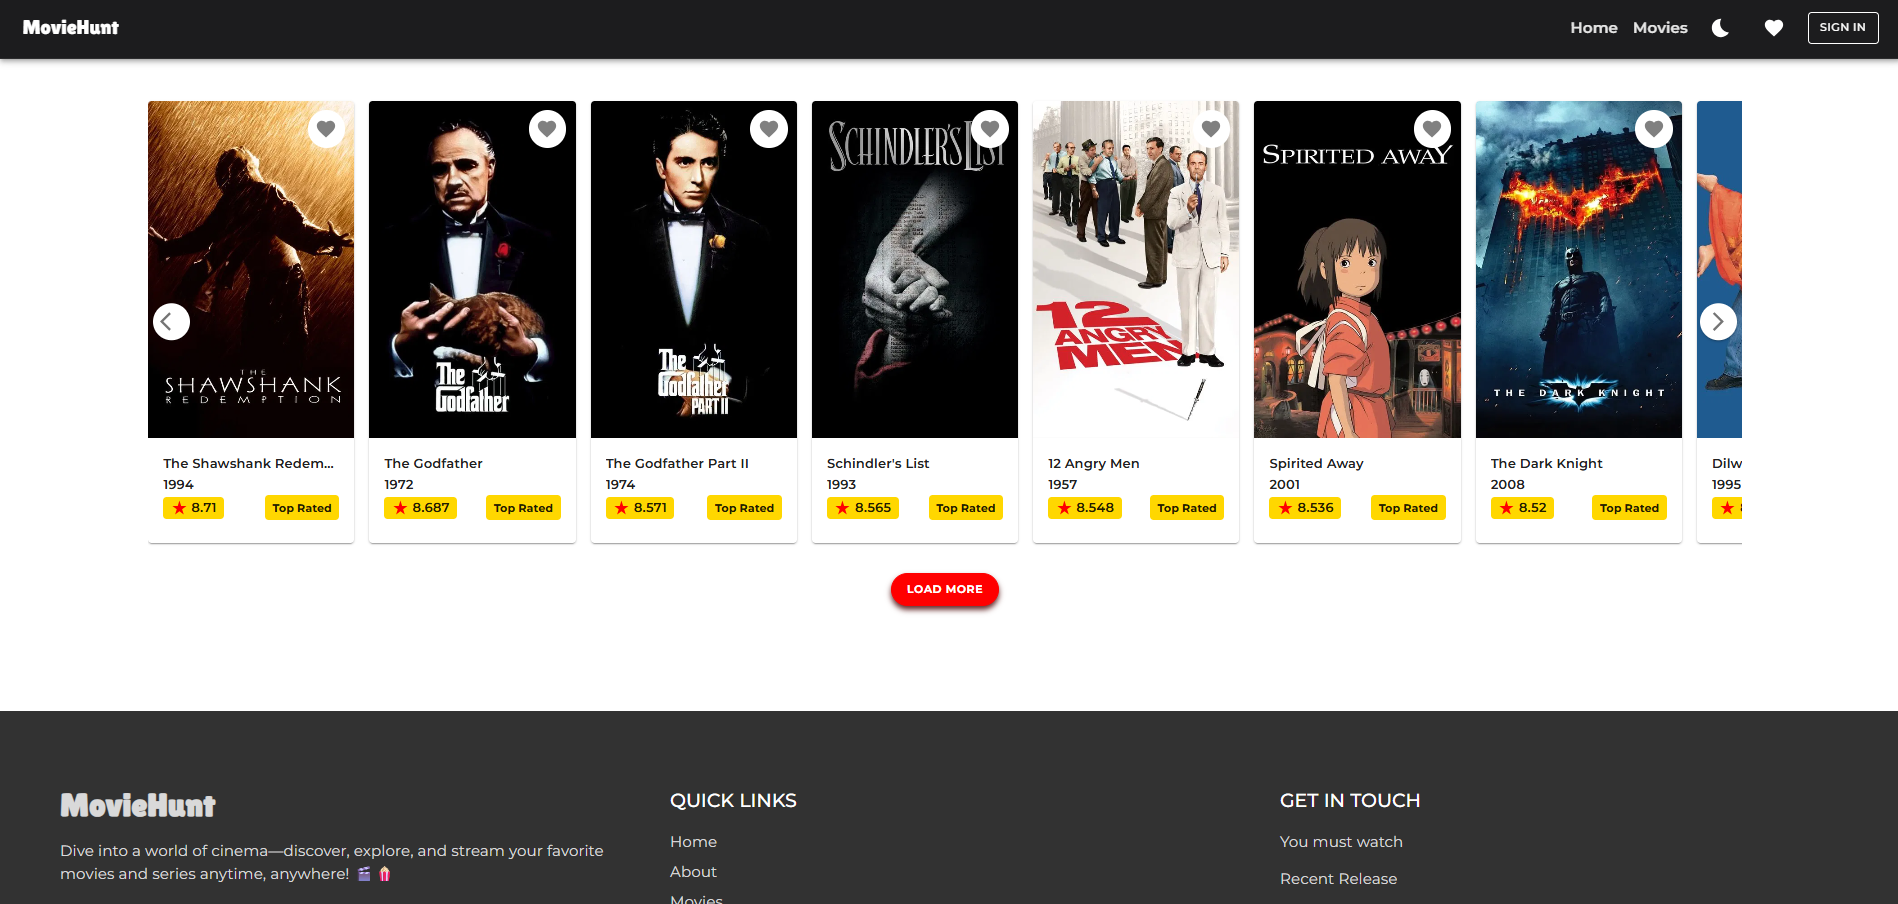 MovieHunt
Home
Movies
SIGN IN
THE
SHAWSHANK
REDEMPTION
The Shawshank Redem...
1994
8.71
Top Rated
The
Godfather
The Godfather
1972
8.687
Top Rated
The
Godfather
PART II
The Godfather Part II
1974
8.571
Top Rated
SCHINDLER'S LIST
Schindler's List
1993
8.565
Top Rated
12
ANGRY
MEN
12 Angry Men
1957
8.548
Top Rated
SPIRITED AWAY
Spirited Away
2001
8.536
Top Rated
THE DARK KNIGHT
The Dark Knight
2008
8.52
Top Rated
Dilw
1995
LOAD MORE
MovieHunt
Dive into a world of cinema—discover, explore, and stream your favorite
movies and series anytime, anywhere! 🎬 🍿
QUICK LINKS
Home
About
Movies
GET IN TOUCH
You must watch
Recent Release